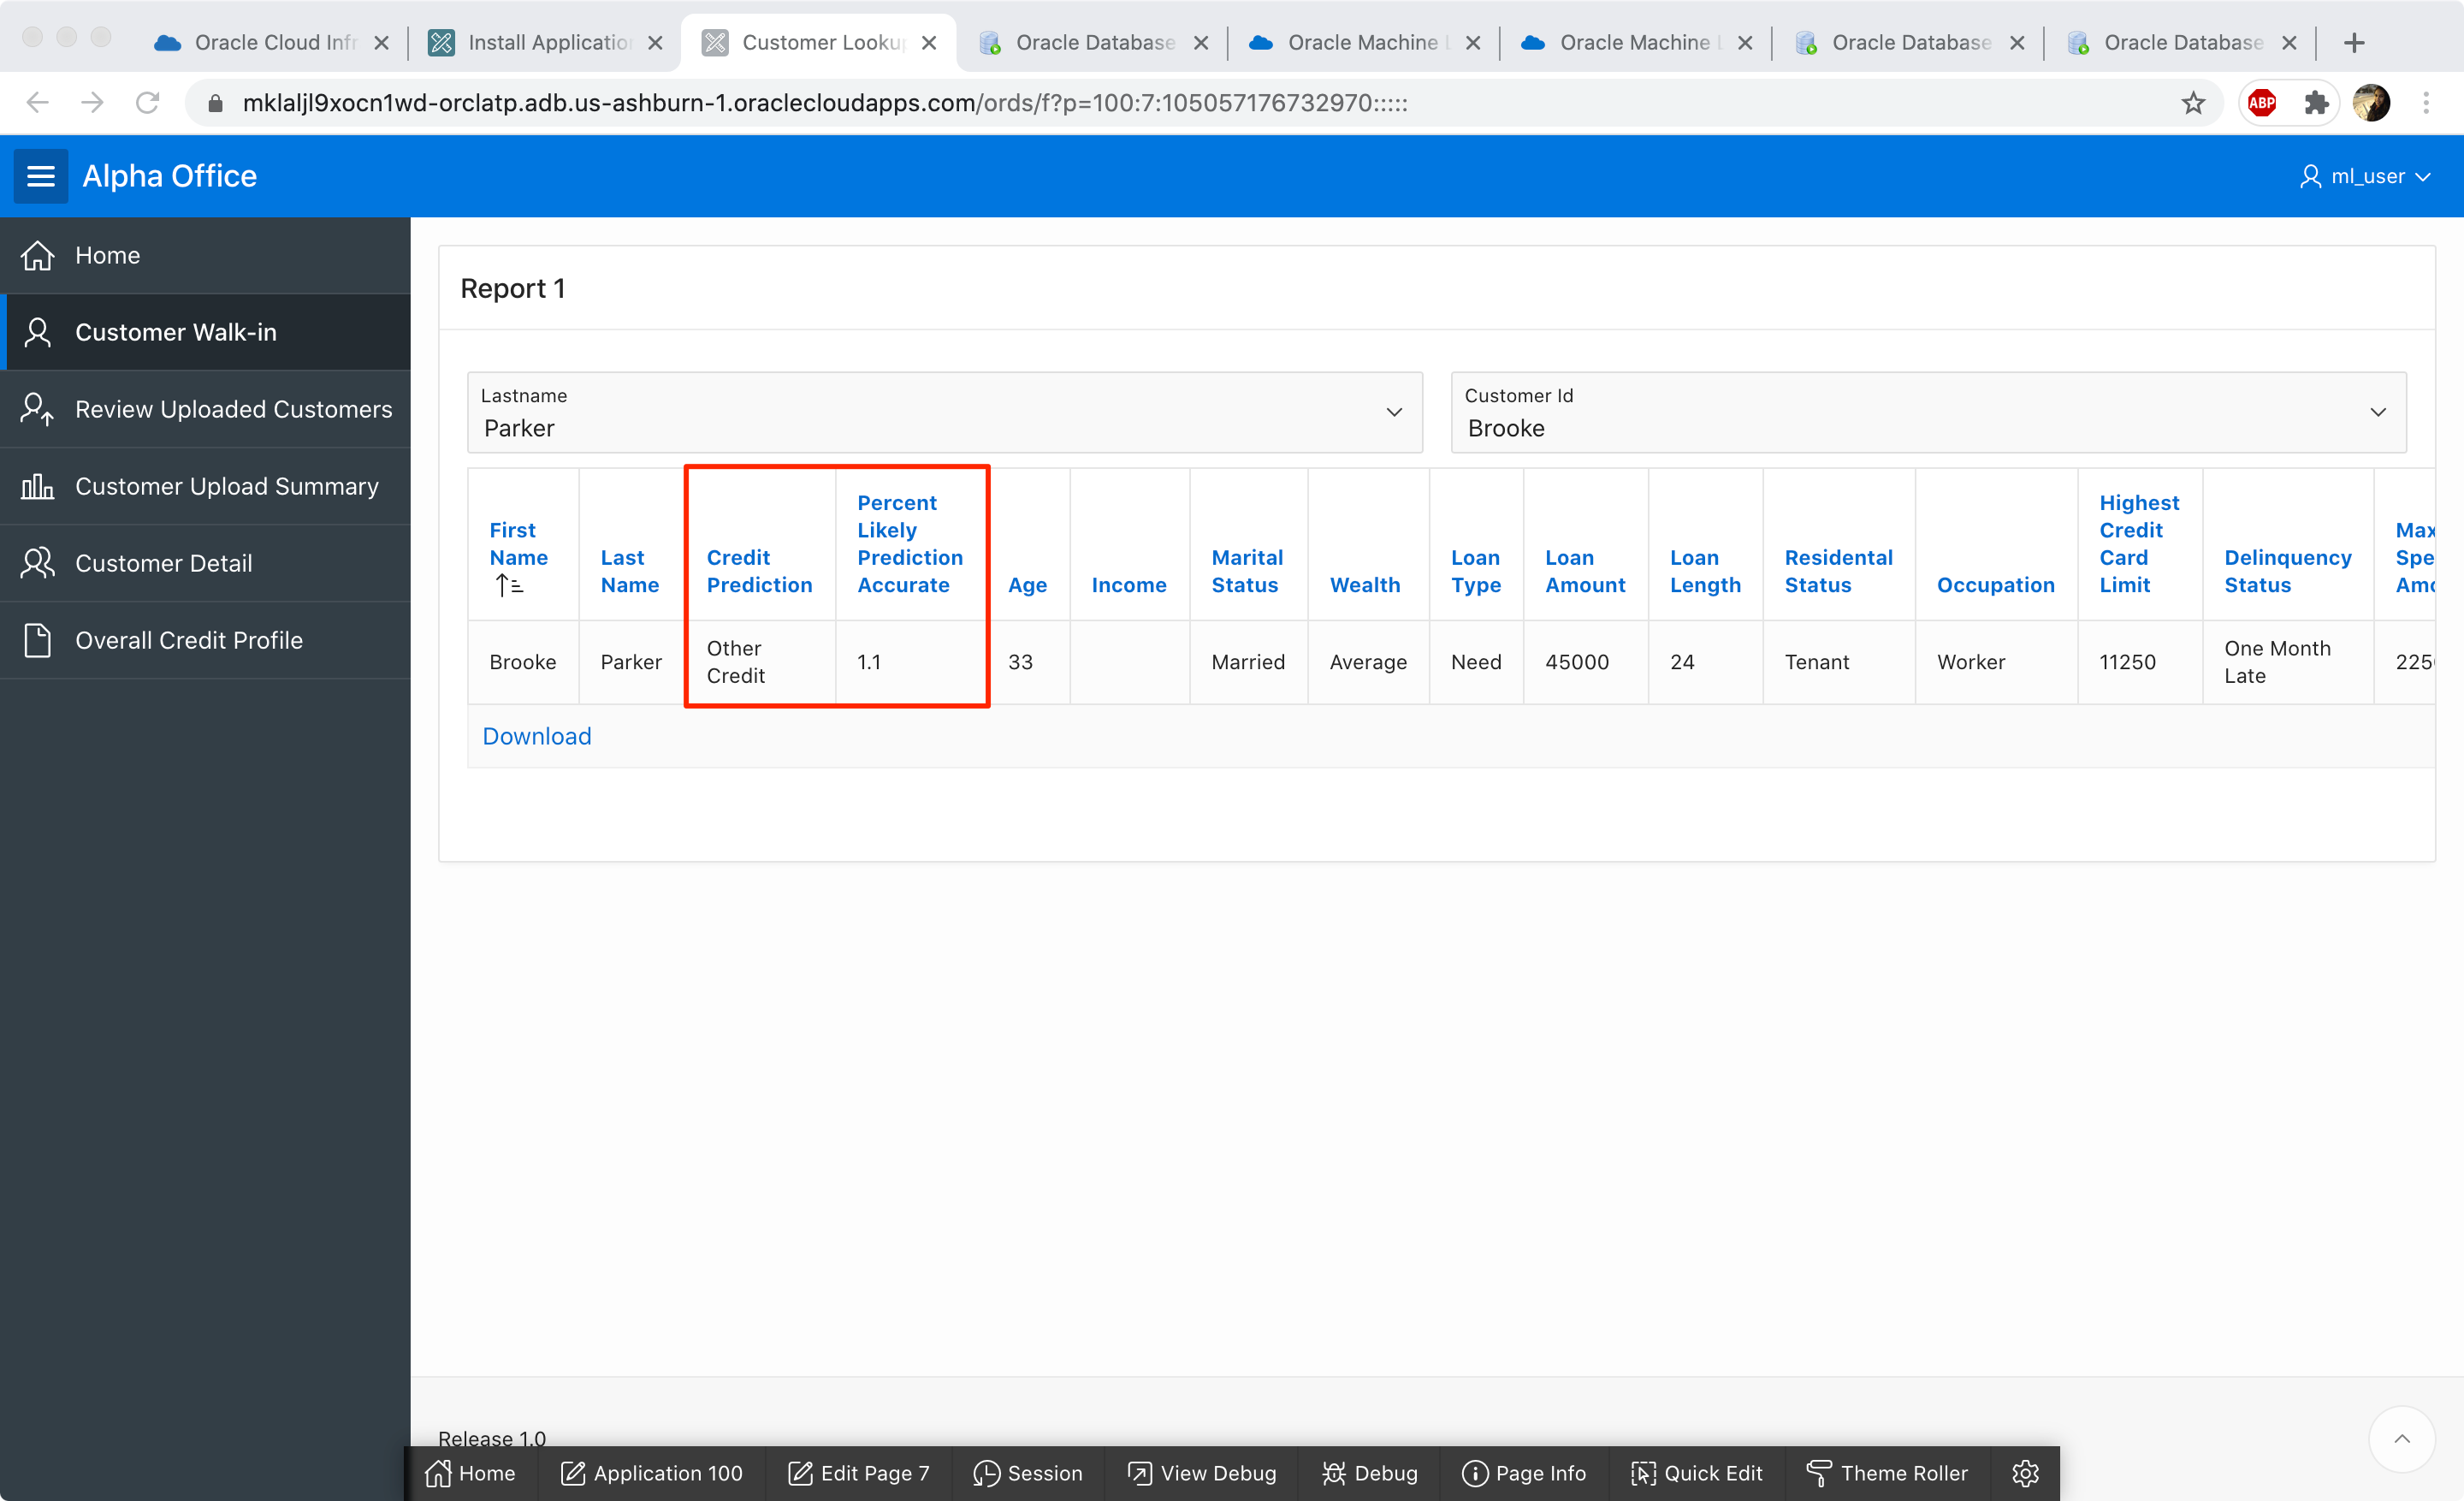 Oracle Cloud Inf
Install Application
Customer Looku
Oracle Database
Oracle Machine L
Oracle Machine L
Oracle Database
Oracle Database
mklaljl9xocn1wd-orclatp.adb.us-ashburn-1.oraclecloudapps.com/ords/f?p=100:7:105057176732970:::::
ABP
Alpha Office
ml_user
Home
Customer Walk-in
Review Uploaded Customers
Customer Upload Summary
Customer Detail
Overall Credit Profile
Report 1
Lastname
Parker
Customer Id
Brooke
First
Name
Last
Name
Credit
Prediction
Percent
Likely
Prediction
Accurate
Age
Income
Marital
Status
Wealth
Loan
Type
Loan
Amount
Loan
Length
Residental
Status
Occupation
Highest
Credit
Card
Limit
Delinquency
Status
Max
Spe
Amo
Brooke
Parker
Other
Credit
1.1
33
Married
Average
Need
45000
24
Tenant
Worker
11250
One Month
Late
225
Download
Release 1.0
Home
Application 100
Edit Page 7
Session
View Debug
Debug
Page Info
Quick Edit
Theme Roller